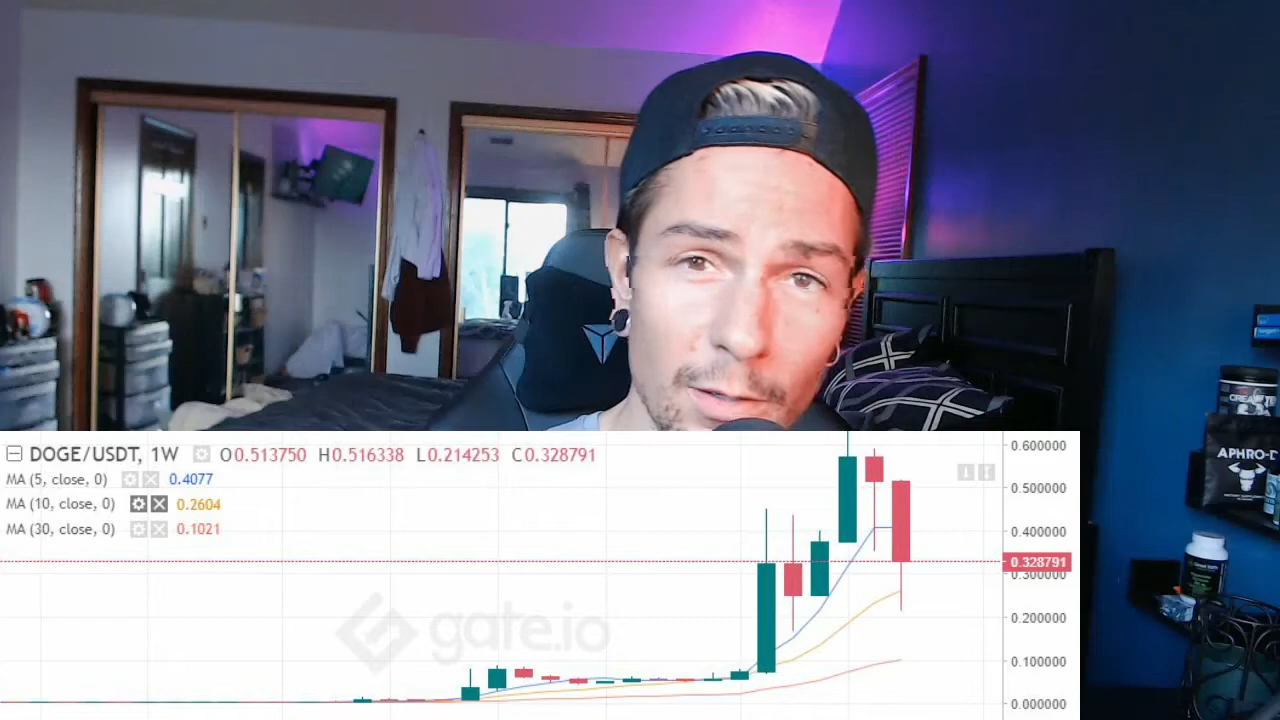 DOGE/USDT, 1W O0.513750 H0.516338 L0.214253 C0.328791
MA (5, close, 0) 0.4077
MA (10, close, 0) 0.2604
MA (30, close, 0) 0.1021
0.600000
0.500000
0.400000
0.328791
0.300000
0.200000
0.100000
0.000000
gate.io
APHRO-D